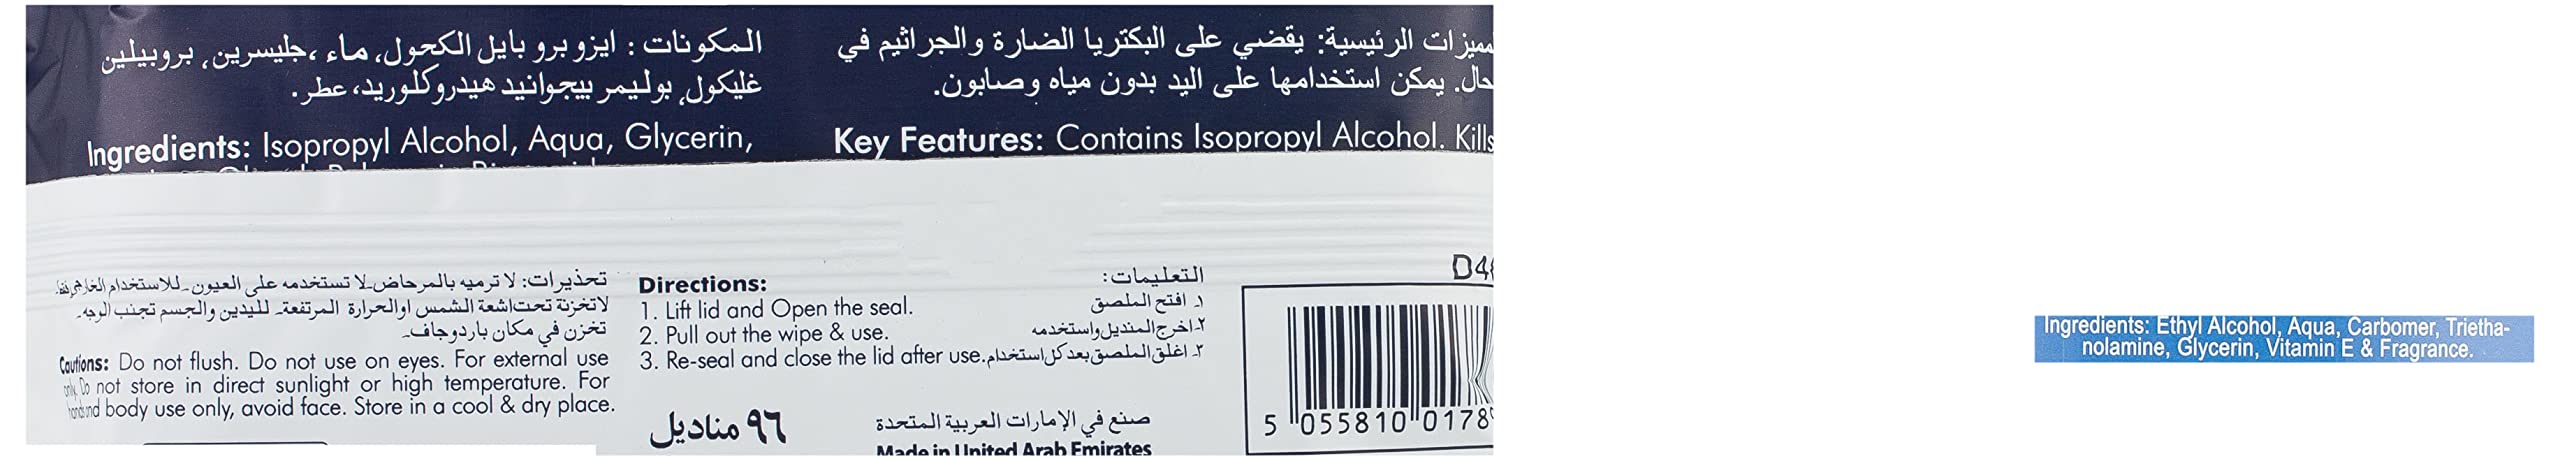 المكونات : ايزوبرو بايل الكحول، ماء ،جليسرين، بروبيلين
غليكول، بوليمر بيجوانيد هيدروكلوريد، عطر.
Ingredients: Isopropyl Alcohol, Aqua, Glycerin,
مميزات الرئيسية: يقضي على البكتريا الضارة والجراثيم في
حال. يمكن استخدامها على اليد بدون مياه وصابون.
Key Features: Contains Isopropyl Alcohol. Kills
تحذيرات: لا ترميه بالمرحاض-لا تستخدمه على العيون-للاستخدام الخارجي فقط
لاتخزنة تحت اشعة الشمس اوالحرارة المرتفعة- لليدين والجسم تجنب الوجه-
تخزن في مكان باردوجاف-
Cautions: Do not flush. Do not use on eyes. For external use
only. Do not store in direct sunlight or high temperature. For
hand and body use only, avoid face. Store in a cool & dry place.
Directions:
1. Lift lid and Open the seal.
2. Pull out the wipe & use.
3. Re-seal and close the lid after use.
التعليمات:
١- افتح الملصق
٢-اخرج المنديل واستخدمه
٣- اغلق الملصق بعد كل استخدام
٩٦ مناديل
صنع في الإمارات العربية المتحدة
Made in United Arab Emirates
D4
5 055810 0178
Ingredients: Ethyl Alcohol, Aqua, Carbomer, Trietha-
nolamine, Glycerin, Vitamin E & Fragrance.